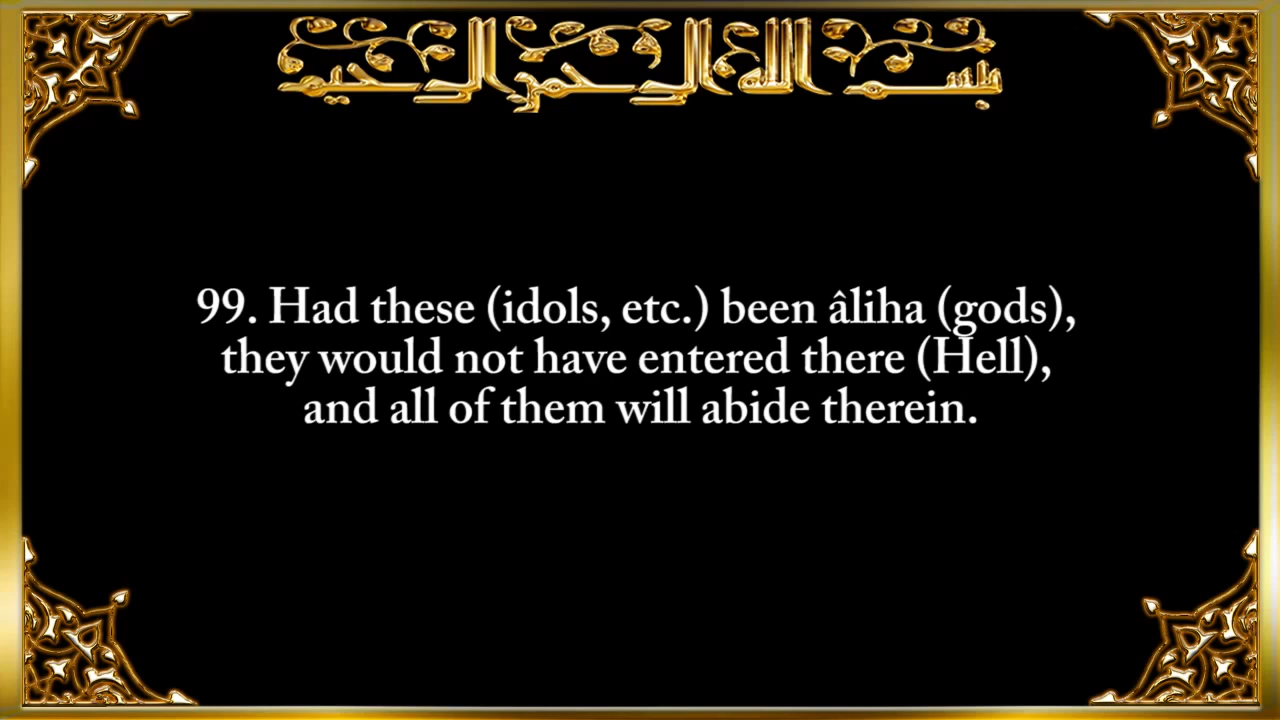 بسم الله الرحمن الرحيم
99. Had these (idols, etc.) been âliha (gods),
they would not have entered there (Hell),
and all of them will abide therein.